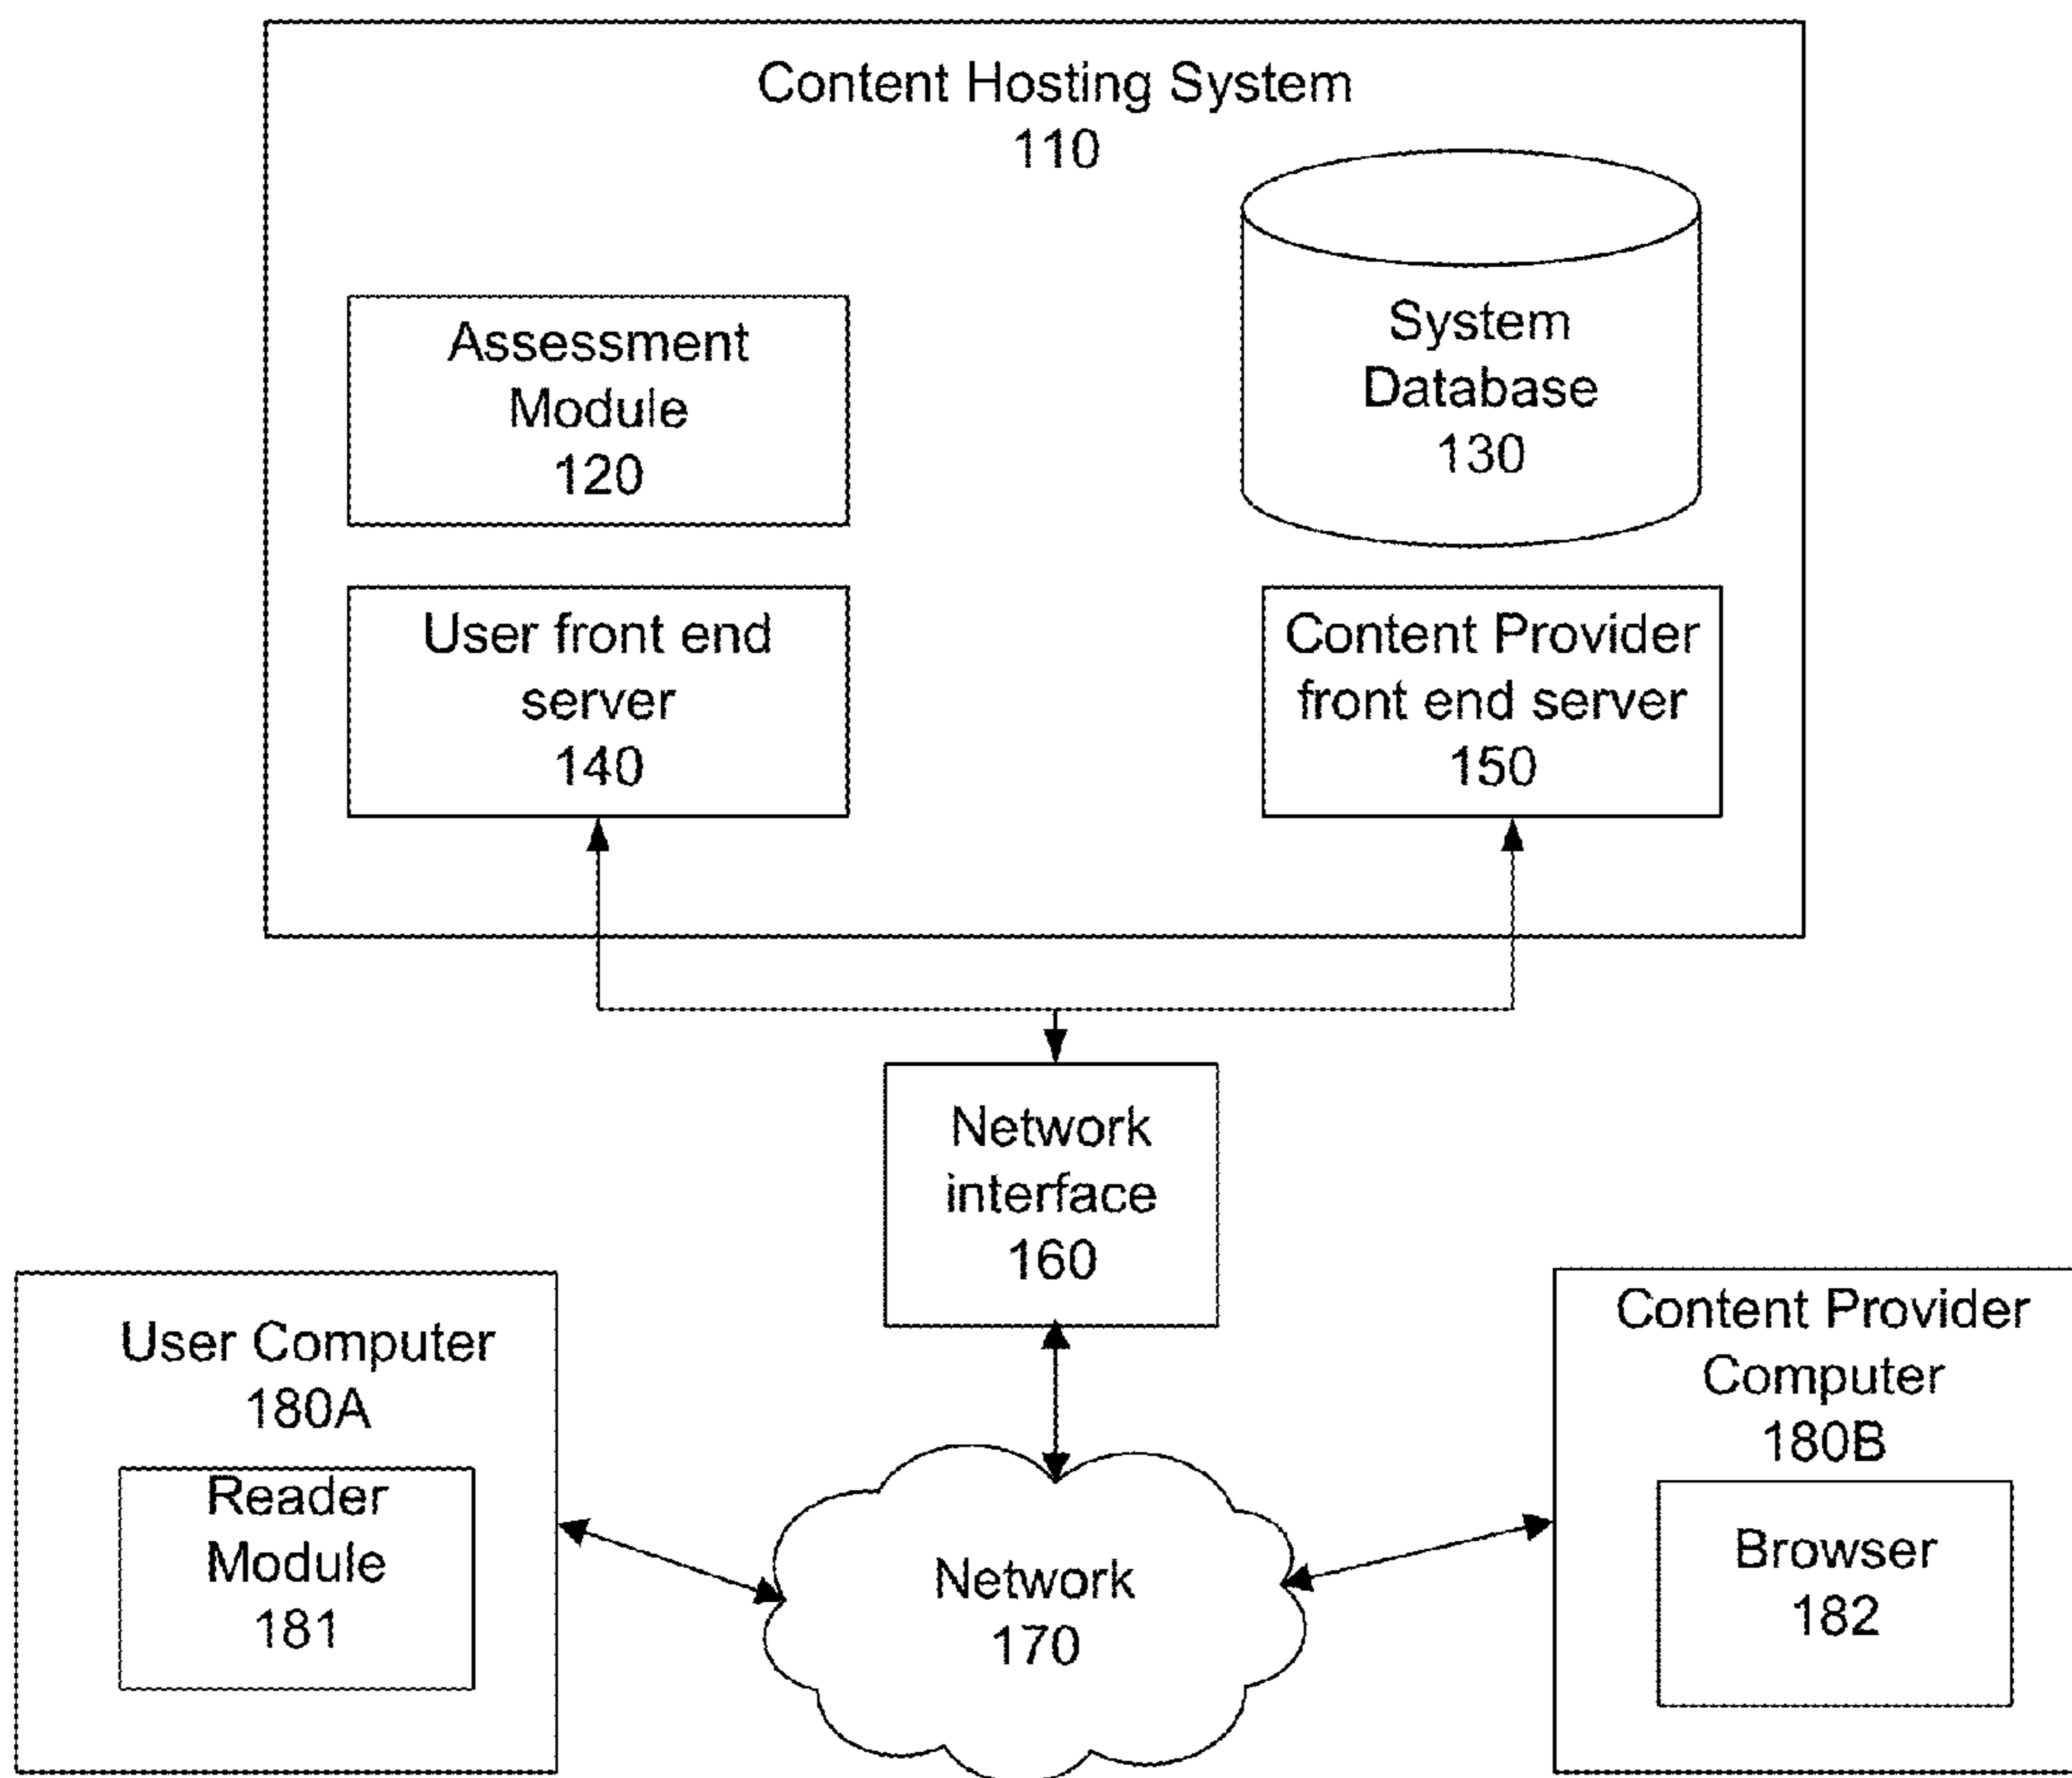 Content Hosting System
110
Assessment
Module
120
System
Database
130
User front end
server
140
Content Provider
front end server
150
Network
interface
160
User Computer
180A
Reader
Module
181
Network
170
Content Provider
Computer
180B
Browser
182